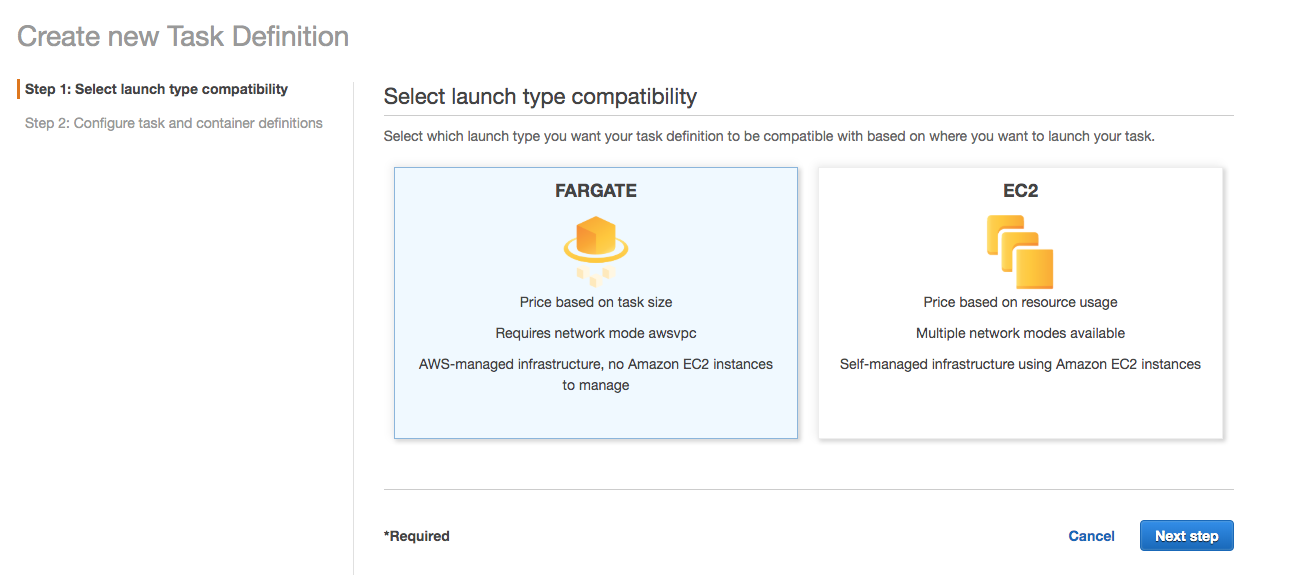 Create new Task Definition
Step 1: Select launch type compatibility
Step 2: Configure task and container definitions
Select launch type compatibility
Select which launch type you want your task definition to be compatible with based on where you want to launch your task.
FARGATE
Price based on task size
Requires network mode awsvpc
AWS-managed infrastructure, no Amazon EC2 instances
to manage
EC2
Price based on resource usage
Multiple network modes available
Self-managed infrastructure using Amazon EC2 instances
*Required
Cancel
Next step